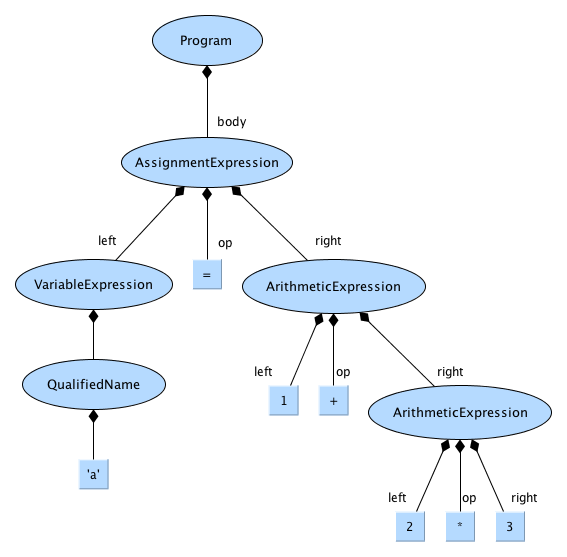 Program
body
AssignmentExpression
left
op
right
VariableExpression
=
ArithmeticExpression
left
op
right
QualifiedName
1
+
ArithmeticExpression
'a'
left
op
right
2
*
3